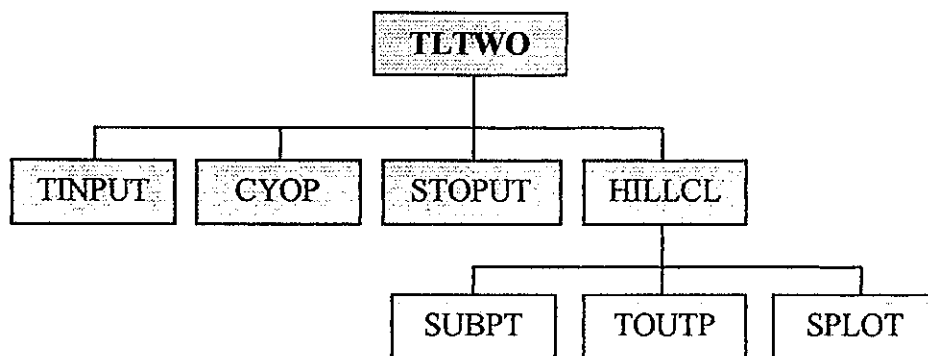 TLTWO
TINPUT
CYOP
STOPUT
HILLCL
SUBPT
TOUTP
SPLOT